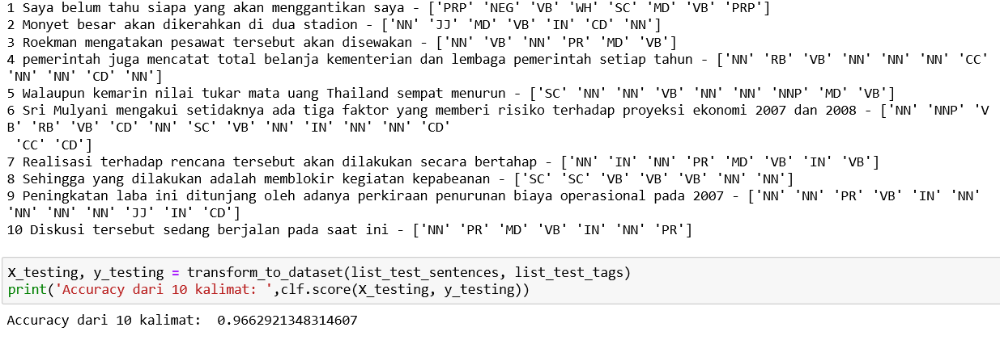 1 Saya belum tahu siapa yang akan menggantikan saya - ['PRP' 'NEG' 'VB' 'WH' 'SC' 'MD' 'VB' 'PRP']
2 Monyet besar akan dikerahkan di dua stadion - ['NN' 'JJ' 'MD' 'VB' 'IN' 'CD' 'NN']
3 Roekman mengatakan pesawat tersebut akan disewakan - ['NN' 'VB' 'NN' 'PR' 'MD' 'VB']
4 pemerintah juga mencatat total belanja kementerian dan lembaga pemerintah setiap tahun - ['NN' 'RB' 'VB' 'NN' 'NN' 'NN' 'CC'
'NN' 'NN' 'CD' 'NN']
5 Walaupun kemarin nilai tukar mata uang Thailand sempat menurun - ['SC' 'NN' 'NN' 'VB' 'NN' 'NN' 'NNP' 'MD' 'VB']
6 Sri Mulyani mengakui setidaknya ada tiga faktor yang memberi risiko terhadap proyeksi ekonomi 2007 dan 2008 - ['NN' 'NNP' 'V
B' 'RB' 'VB' 'CD' 'NN' 'SC' 'VB' 'NN' 'IN' 'NN' 'NN' 'CD'
'CC' 'CD']
7 Realisasi terhadap rencana tersebut akan dilakukan secara bertahap - ['NN' 'IN' 'NN' 'PR' 'MD' 'VB' 'IN' 'VB']
8 Sehingga yang dilakukan adalah memblokir kegiatan kepabeanan - ['SC' 'SC' 'VB' 'VB' 'VB' 'NN' 'NN']
9 Peningkatan laba ini ditunjang oleh adanya perkiraan penurunan biaya operasional pada 2007 - ['NN' 'NN' 'PR' 'VB' 'IN' 'NN'
'NN' 'NN' 'NN' 'JJ' 'IN' 'CD']
10 Diskusi tersebut sedang berjalan pada saat ini - ['NN' 'PR' 'MD' 'VB' 'IN' 'NN' 'PR']
X_testing, y_testing = transform_to_dataset(list_test_sentences, list_test_tags)
print('Accuracy dari 10 kalimat: ',clf.score(X_testing, y_testing))
Accuracy dari 10 kalimat:  0.9662921348314607